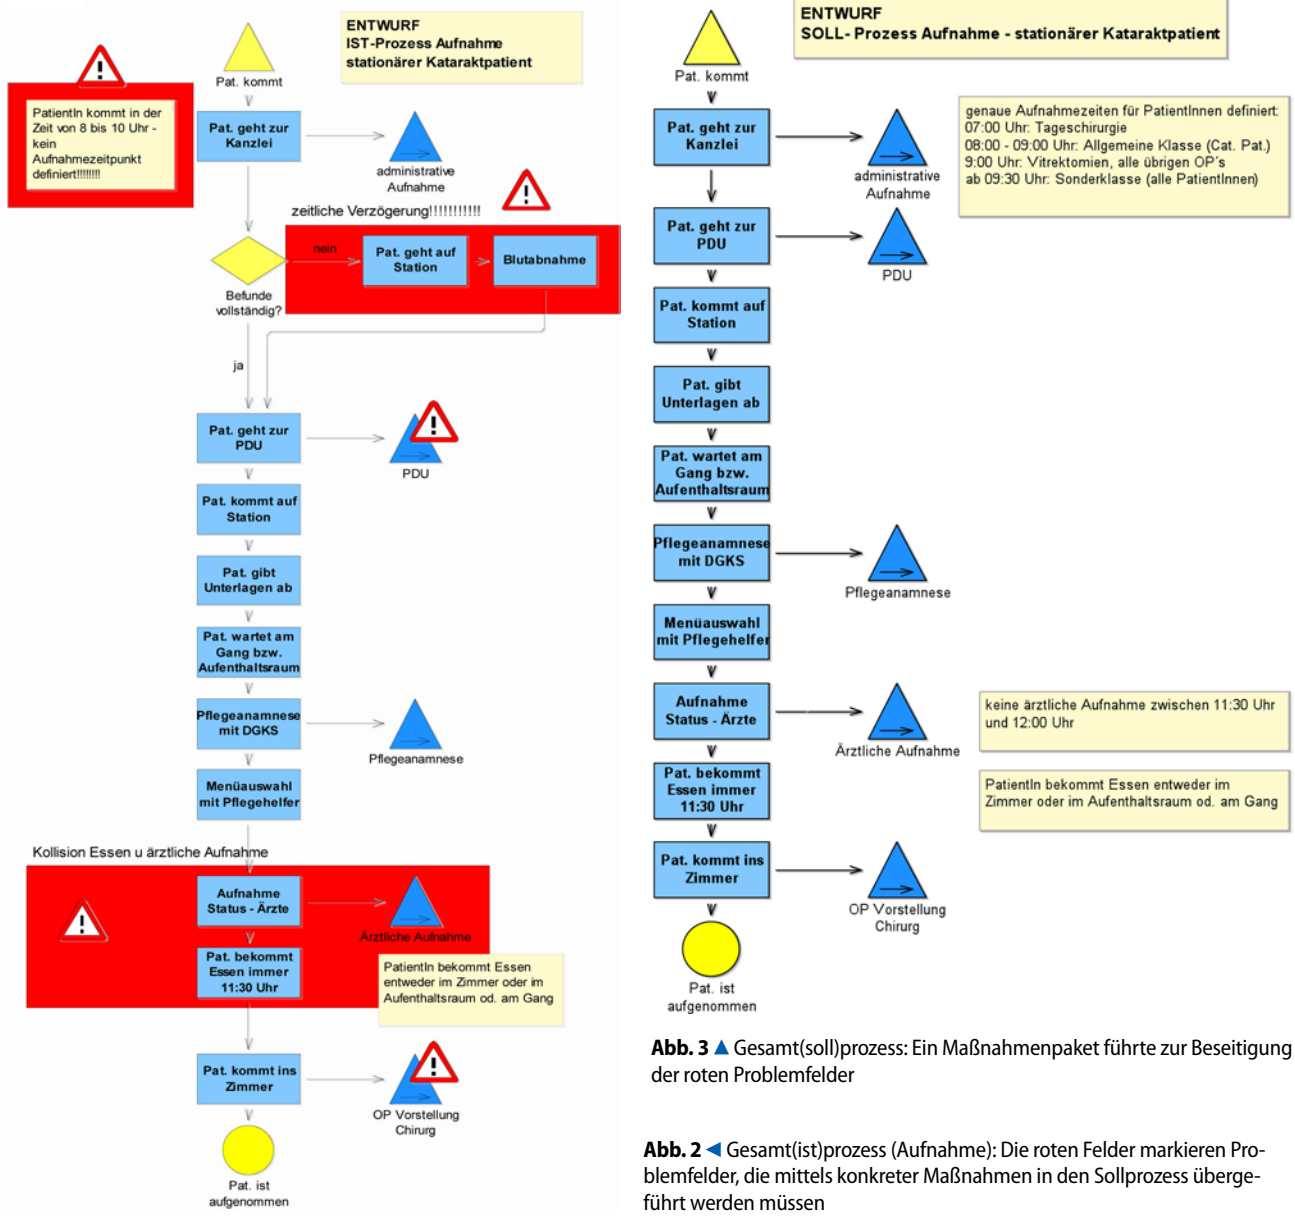 ENTWURF
IST-Prozess Aufnahme
stationärer Kataraktpatient
Pat. kommt
PatientIn kommt in der
Zeit von 8 bis 10 Uhr -
kein
Aufnahmezeitpunkt
definiert!!!!!!!!!
Pat. geht zur
Kanzlei
administrative
Aufnahme
zeitliche Verzögerung!!!!!!!!!!!
nein
Pat. geht auf
Station
Blutabnahme
Befunde
vollständig?
ja
Pat. geht zur
PDU
PDU
Pat. kommt auf
Station
Pat. gibt
Unterlagen ab
Pat. wartet am
Gang bzw.
Aufenthaltsraum
Pflegeanamnese
mit DGKS
Pflegeanamnese
Menüauswahl
mit Pflegehelfer
Kollision Essen u ärztliche Aufnahme
Aufnahme
Status - Ärzte
Ärztliche Aufnahme
Pat. bekommt
Essen immer
11:30 Uhr
PatientIn bekommt Essen
entweder im Zimmer oder im
Aufenthaltsraum od. am Gang
Pat. kommt ins
Zimmer
OP Vorstellung
Chirurg
Pat. ist
aufgenommen
ENTWURF
SOLL- Prozess Aufnahme - stationärer Kataraktpatient
Pat. kommt
Pat. geht zur
Kanzlei
administrative
Aufnahme
genaue Aufnahmezeiten für PatientInnen definiert:
07:00 Uhr: Tageschirurgie
08:00 - 09:00 Uhr: Allgemeine Klasse (Cat. Pat.)
9:00 Uhr: Vitrektomien, alle übrigen OP´s
ab 09:30 Uhr: Sonderklasse (alle PatientInnen)
Pat. geht zur
PDU
PDU
Pat. kommt auf
Station
Pat. gibt
Unterlagen ab
Pat. wartet am
Gang bzw.
Aufenthaltsraum
Pflegeanamnese
mit DGKS
Pflegeanamnese
Menüauswahl
mit Pflegehelfer
Aufnahme
Status - Ärzte
Ärztliche Aufnahme
keine ärztliche Aufnahme zwischen 11:30 Uhr
und 12:00 Uhr
Pat. bekommt
Essen immer
11:30 Uhr
PatientIn bekommt Essen entweder im
Zimmer oder im Aufenthaltsraum od. am Gang
Pat. kommt ins
Zimmer
OP Vorstellung
Chirurg
Pat. ist
aufgenommen
Abb. 3 ▲ Gesamt(soll)prozess: Ein Maßnahmenpaket führte zur Beseitigung
der roten Problemfelder
Abb. 2 ◄ Gesamt(ist)prozess (Aufnahme): Die roten Felder markieren Pro-
blemfelder, die mittels konkreter Maßnahmen in den Sollprozess überge-
führt werden müssen